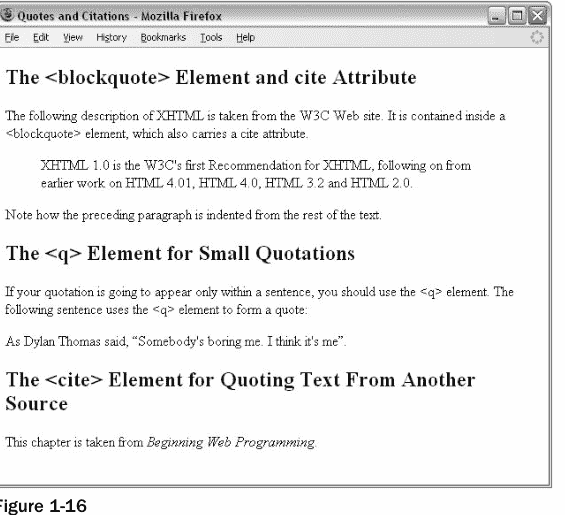 Quotes and Citations - Mozilla Firefox
File Edit View History Bookmarks Tools Help
The <blockquote> Element and cite Attribute
The following description of XHTML is taken from the W3C Web site. It is contained inside a
<blockquote> element, which also carries a cite attribute.
XHTML 1.0 is the W3C's first Recommendation for XHTML, following on from
earlier work on HTML 4.01, HTML 4.0, HTML 3.2 and HTML 2.0.
Note how the preceding paragraph is indented from the rest of the text.
The <q> Element for Small Quotations
If your quotation is going to appear only within a sentence, you should use the <q> element. The
following sentence uses the <q> element to form a quote:
As Dylan Thomas said, “Somebody's boring me. I think it's me”.
The <cite> Element for Quoting Text From Another
Source
This chapter is taken from Beginning Web Programming.
Figure 1-16